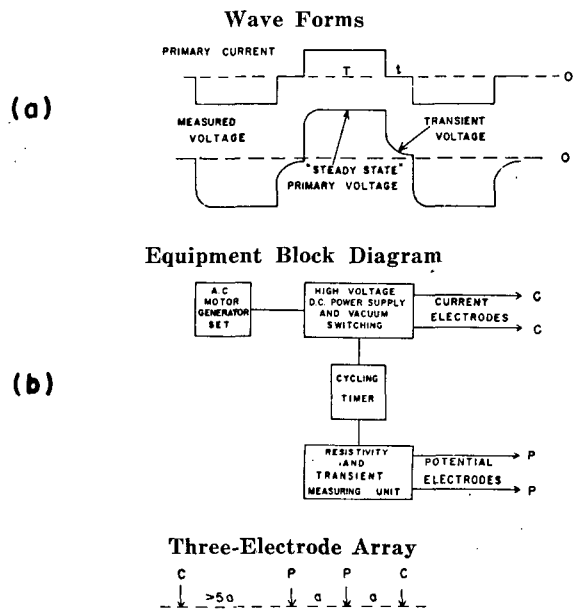 Wave Forms
PRIMARY CURRENT
T
t
O
(a)
MEASURED VOLTAGE
TRANSIENT VOLTAGE
O
"STEADY STATE"
PRIMARY VOLTAGE
Equipment Block Diagram
A.C
MOTOR
GENERATOR
SET
HIGH VOLTAGE
D.C. POWER SUPPLY
AND VACUUM
SWITCHING
C
CURRENT
ELECTRODES
C
(b)
CYCLING
TIMER
RESISTIVITY
AND
TRANSIENT
MEASURING UNIT
P
POTENTIAL
ELECTRODES
P
Three-Electrode Array
C P P C
>5a a a